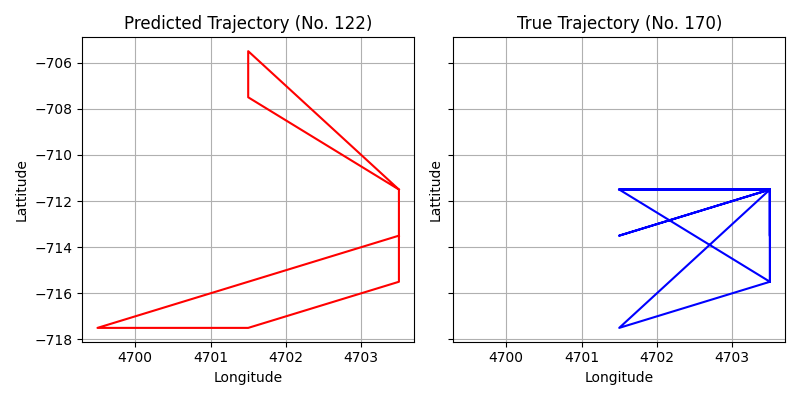 Predicted Trajectory (No. 122)
True Trajectory (No. 170)
Lattitude
−706
−708
−710
−712
−714
−716
−718
4700
4701
4702
4703
Longitude
Lattitude
4700
4701
4702
4703
Longitude